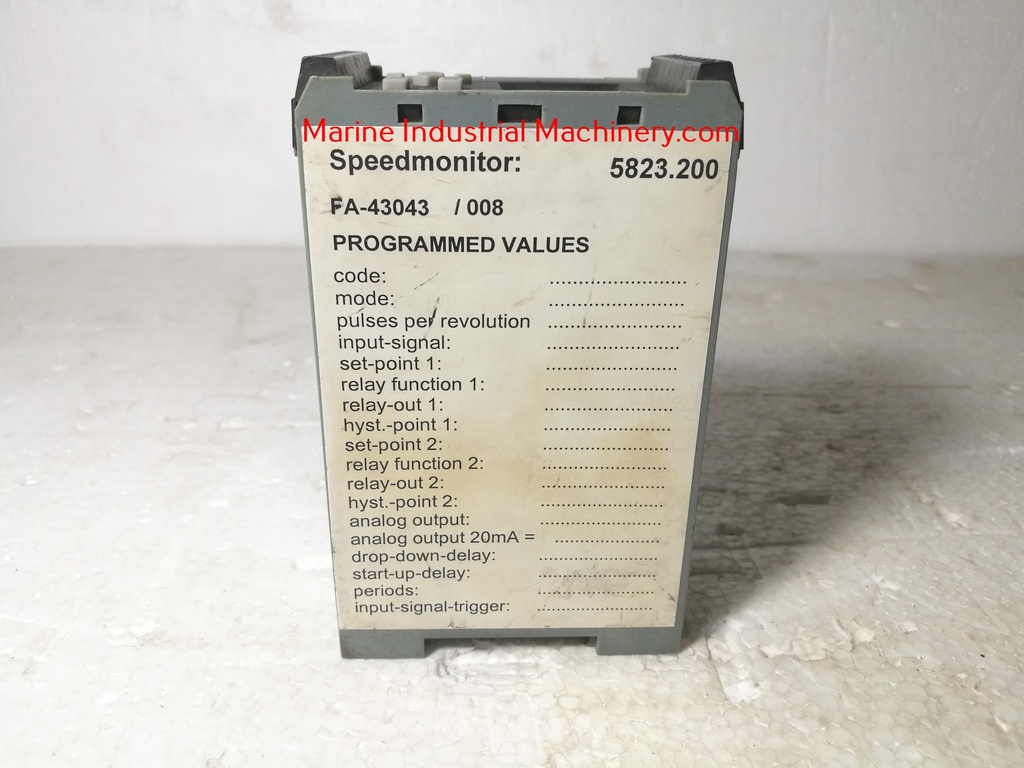 Marine Industrial Machinery.com
Speedmonitor: 5823.200
FA-43043 / 008
PROGRAMMED VALUES
code: ........................
mode: ........................
pulses per revolution ........................
input-signal: ........................
set-point 1: ........................
relay function 1: ........................
relay-out 1: ........................
hyst.-point 1: ........................
set-point 2: ........................
relay function 2: ........................
relay-out 2: ........................
hyst.-point 2: ........................
analog output: ........................
analog output 20mA = .....................
drop-down-delay: ........................
start-up-delay: ........................
periods: ........................
input-signal-trigger: ........................